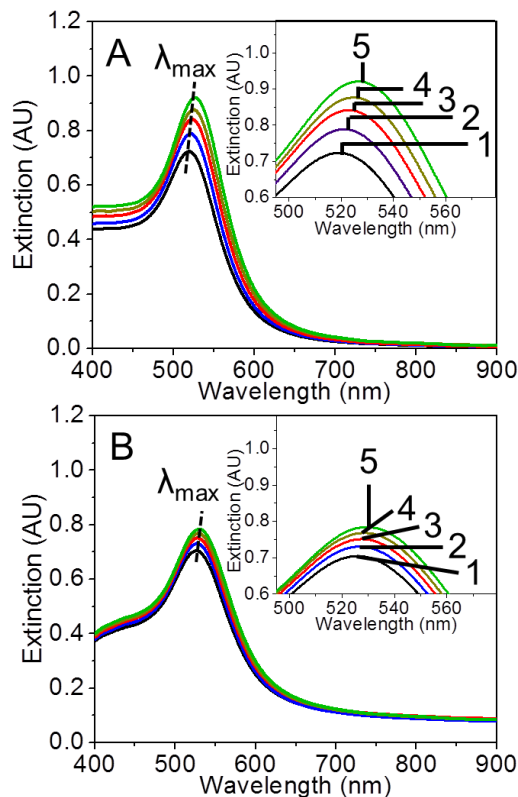 A
λmax
Extinction (AU)
1.2
1.0
0.8
0.6
0.4
0.2
0.0
400 500 600 700 800 900
Wavelength (nm)
Extinction (AU)
1.0
0.9
0.8
0.7
0.6
500 520 540 560
Wavelength (nm)
5
4
3
2
1
B
λmax
Extinction (AU)
1.2
1.0
0.8
0.6
0.4
0.2
0.0
400 500 600 700 800 900
Wavelength (nm)
Extinction (AU)
1.0
0.9
0.8
0.7
0.6
500 520 540 560
Wavelength (nm)
5
4
3
2
1